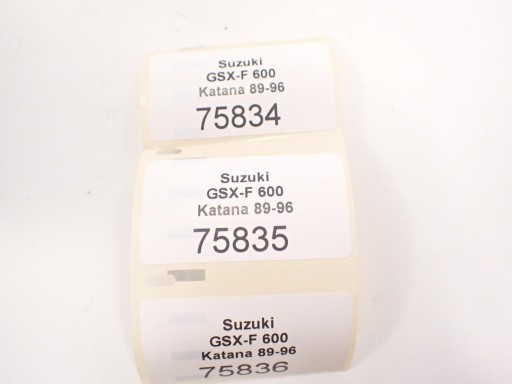 Suzuki
GSX-F 600
Katana 89-96
75834
Suzuki
GSX-F 600
Katana 89-96
75835
Suzuki
GSX-F 600
Katana 89-96
75836